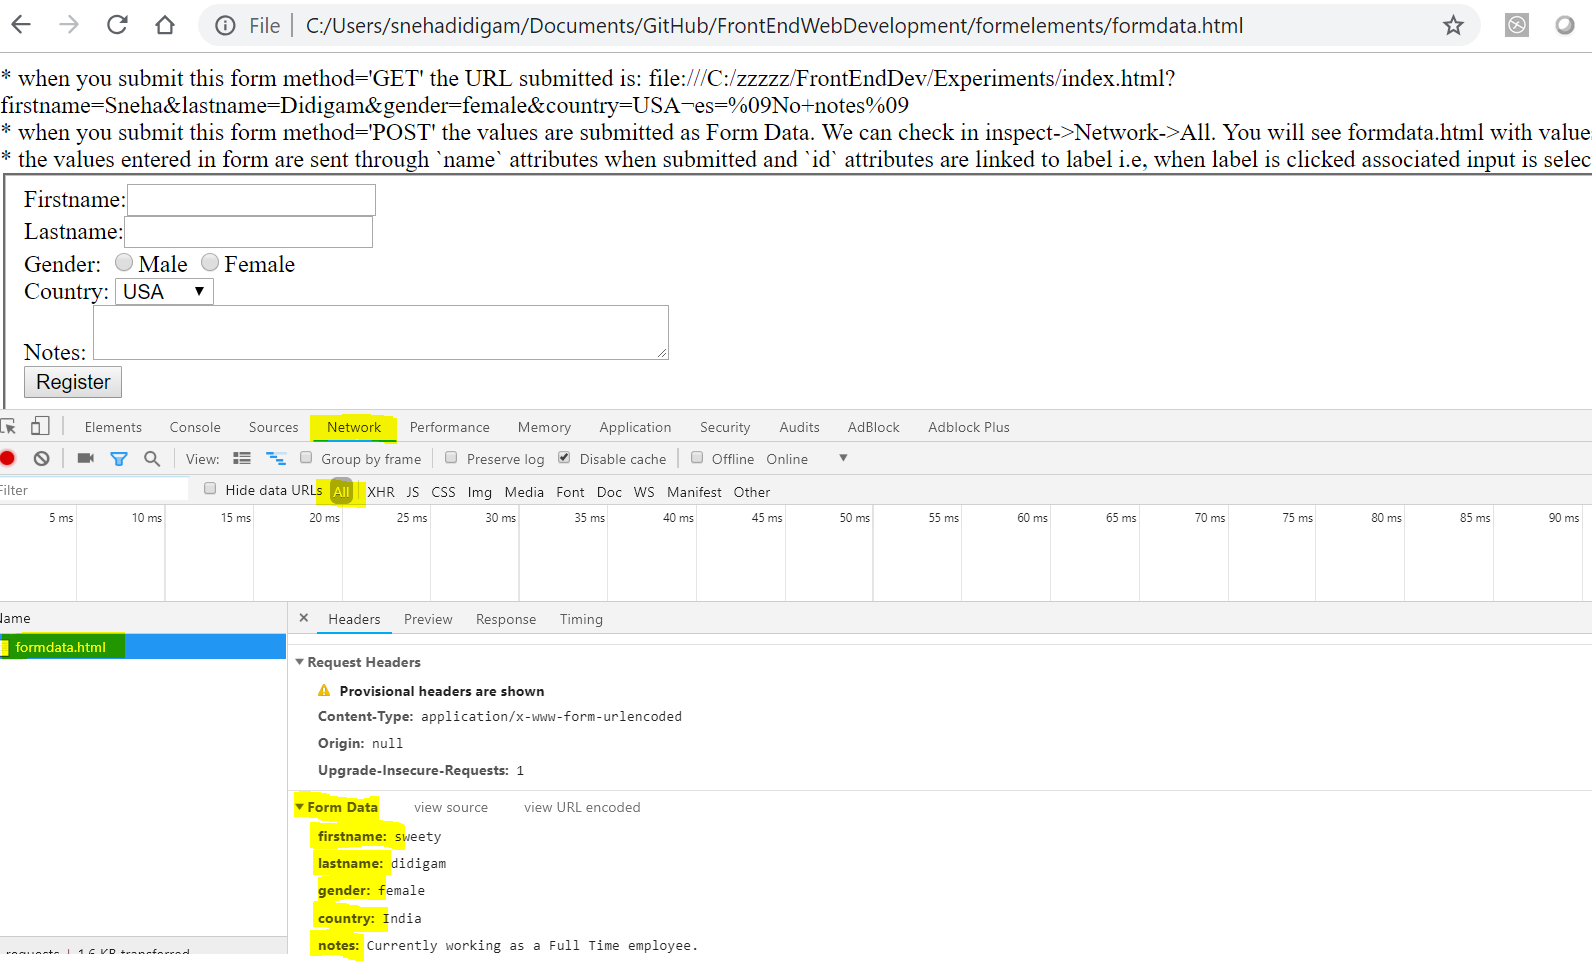 File C:/Users/snehadidigam/Documents/GitHub/FrontEndWebDevelopment/formelements/formdata.html
* when you submit this form method='GET' the URL submitted is: file:///C:/zzzzz/FrontEndDev/Experiments/index.html?
firstname=Sneha&lastname=Didigam&gender=female&country=USA¬es=%09No+notes%09
* when you submit this form method='POST' the values are submitted as Form Data. We can check in inspect->Network->All. You will see formdata.html with values
* the values entered in form are sent through `name` attributes when submitted and `id` attributes are linked to label i.e, when label is clicked associated input is selec
Firstname:
Lastname:
Gender: Male Female
Country: USA
Notes:
Register
Elements Console Sources Network Performance Memory Application Security Audits AdBlock Adblock Plus
View: Group by frame Preserve log Disable cache Offline Online
Filter Hide data URLs All XHR JS CSS Img Media Font Doc WS Manifest Other
5 ms 10 ms 15 ms 20 ms 25 ms 30 ms 35 ms 40 ms 45 ms 50 ms 55 ms 60 ms 65 ms 70 ms 75 ms 80 ms 85 ms 90 ms
Name × Headers Preview Response Timing
formdata.html
Request Headers
Provisional headers are shown
Content-Type: application/x-www-form-urlencoded
Origin: null
Upgrade-Insecure-Requests: 1
Form Data view source view URL encoded
firstname: sweety
lastname: didigam
gender: female
country: India
notes: Currently working as a Full Time employee.
requests | 1.6 KB transferred